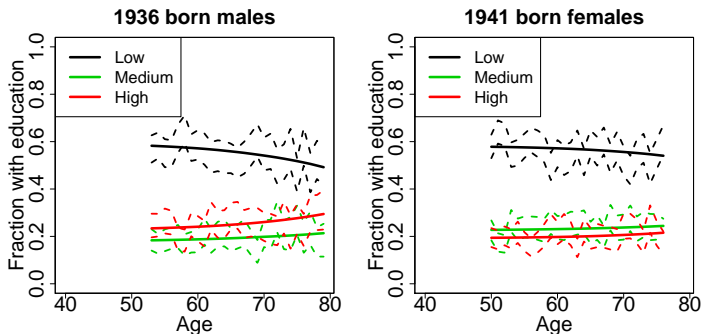 1936 born males
Fraction with education
0.0 0.2 0.4 0.6 0.8 1.0
Low
Medium
High
40 50 60 70 80
Age
1941 born females
Fraction with education
0.0 0.2 0.4 0.6 0.8 1.0
Low
Medium
High
40 50 60 70 80
Age